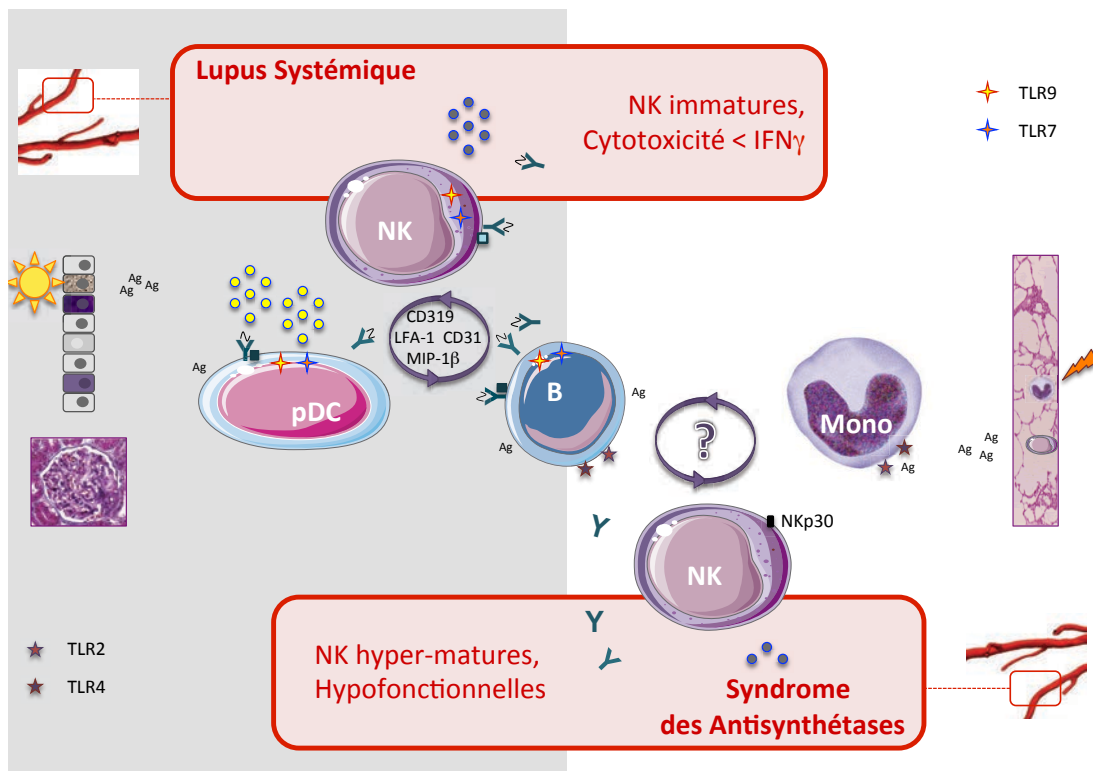 Lupus Systémique
NK immatures,
Cytotoxicité < IFNγ
TLR9
TLR7
NK
Ag
Ag
Ag
CD319
LFA-1 CD31
MIP-1β
Ag
pDC
B
Ag
Ag
Mono
Ag
Ag
Ag
Ag
?
NKp30
NK
TLR2
TLR4
NK hyper-matures,
Hypofonctionnelles
Syndrome
des Antisynthétases